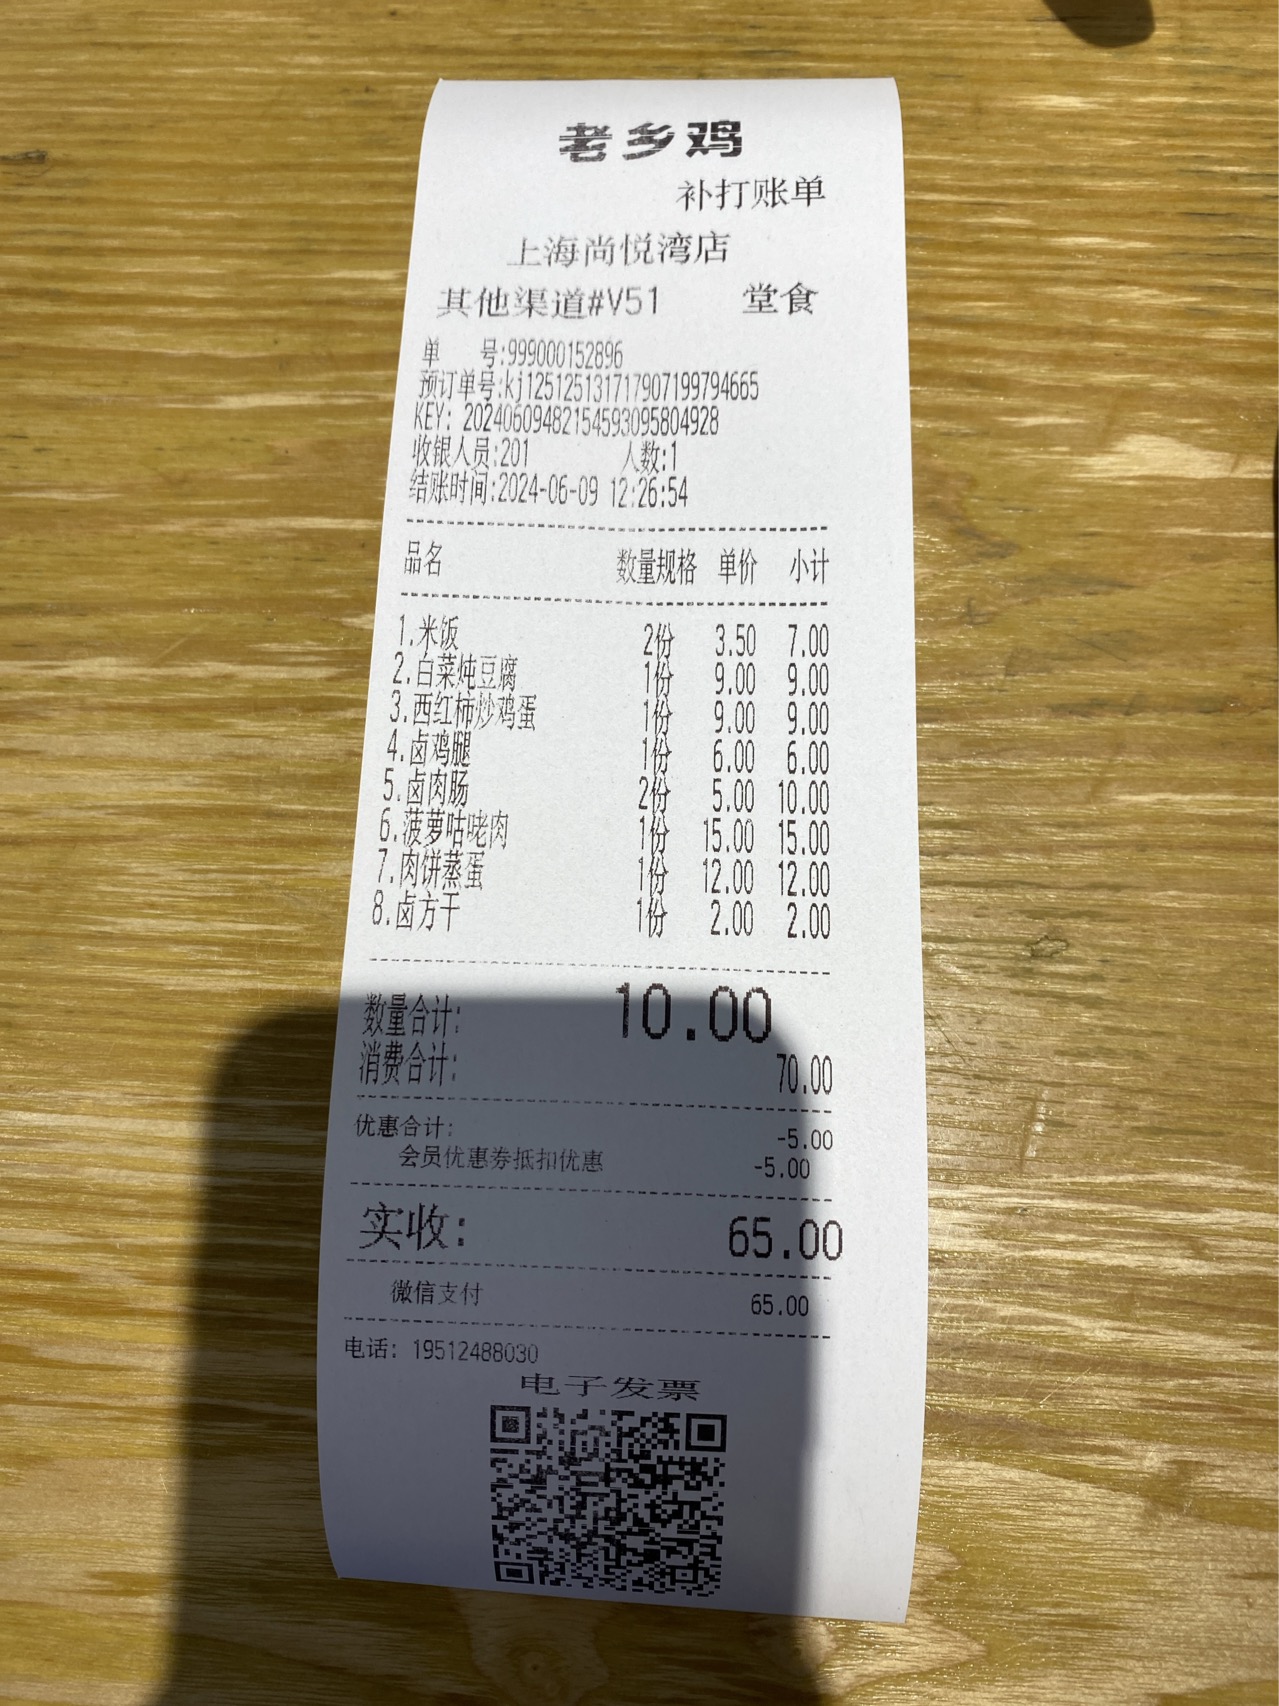 老乡鸡
补打账单
上海尚悦湾店
其他渠道#V51 堂食
单 号:999000152896
预订单号:kj1251251317179071997​94665
KEY: 202406094821545930958​04928
收银人员:201 人数:1
结账时间:2024-06-09 12:26:54
品名 数量规格 单价 小计
1.米饭 2份 3.50 7.00
2.白菜炖豆腐 1份 9.00 9.00
3.西红柿炒鸡蛋 1份 9.00 9.00
4.卤鸡腿 1份 6.00 6.00
5.卤肉肠 2份 5.00 10.00
6.菠萝咕咾肉 1份 15.00 15.00
7.肉饼蒸蛋 1份 12.00 12.00
8.卤方干 1份 2.00 2.00
数量合计: 10.00
消费合计: 70.00
优惠合计: -5.00
会员优惠券抵扣优惠 -5.00
实收: 65.00
微信支付 65.00
电话: 19512488030
电子发票